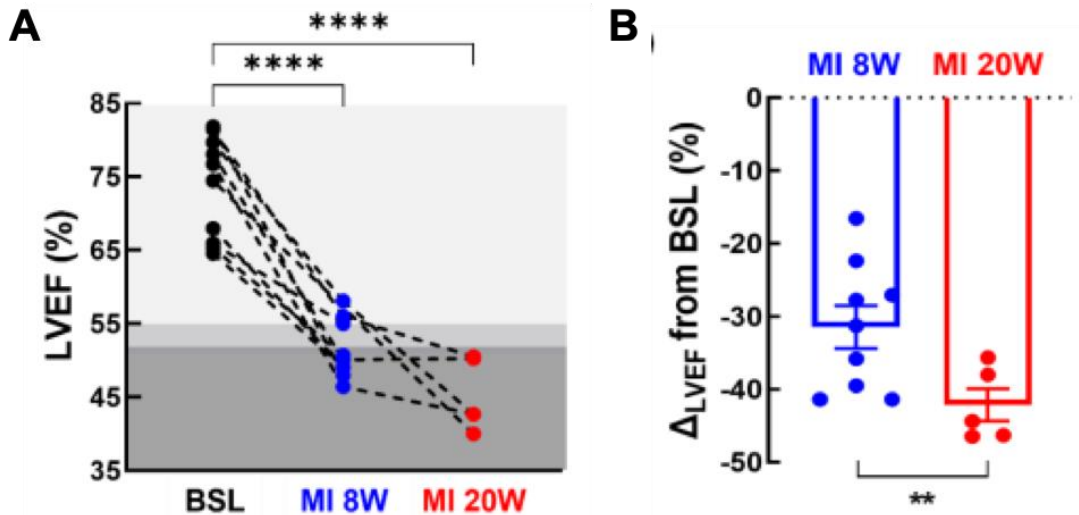 A
****
****
LVEF (%)
85
75
65
55
45
35
BSL
MI 8W
MI 20W
B
MI 8W
MI 20W
Δ_LVEF from BSL (%)
0
-10
-20
-30
-40
-50
**